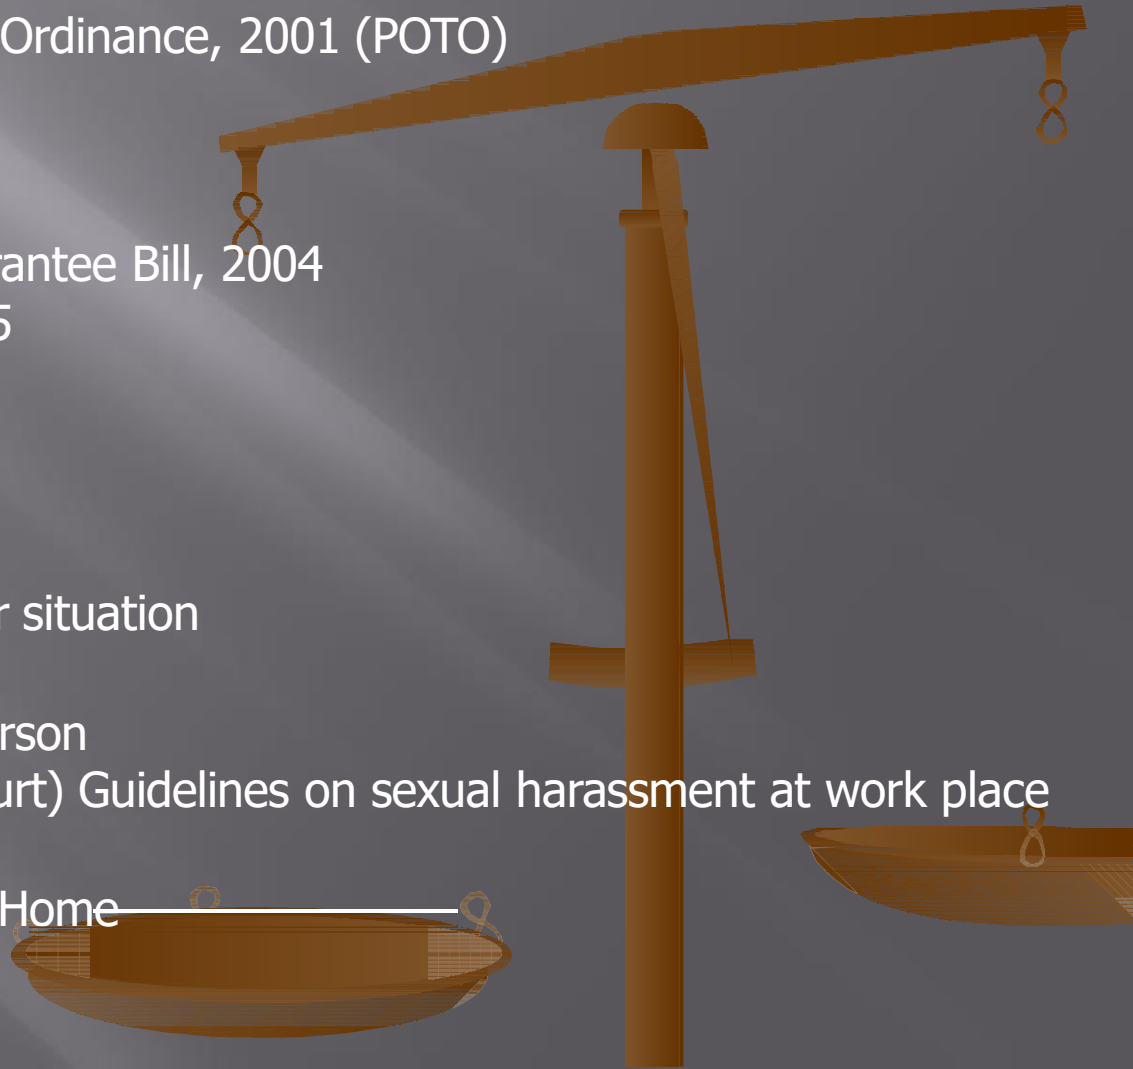 Ordinance, 2001 (POTO)
rantee Bill, 2004
5
r situation
rson
urt) Guidelines on sexual harassment at work place
Home